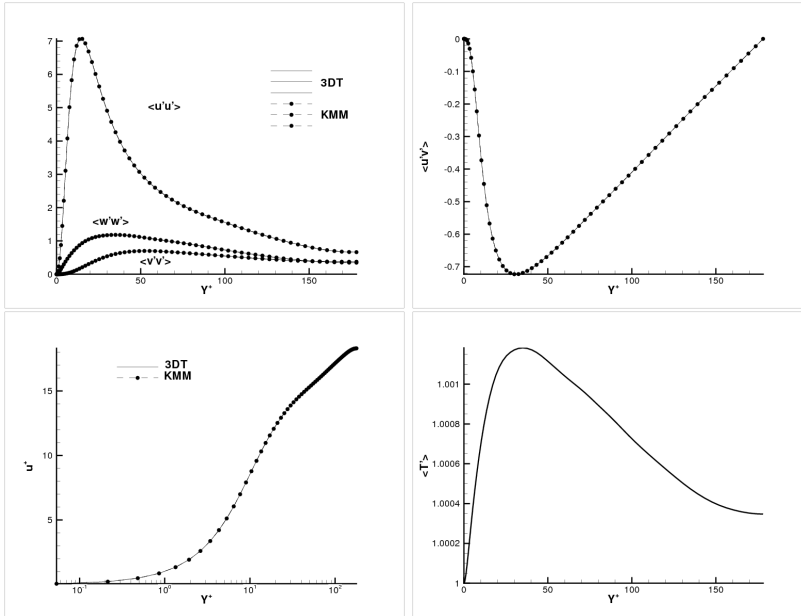 7
6
5
4
3
2
1
0
0
50
100
150
Y⁺
<u'u'>
<w'w'>
<v'v'>
3DT
KMM
0
-0.1
-0.2
-0.3
-0.4
-0.5
-0.6
-0.7
<u'v'>
0
50
100
150
Y⁺
15
10
5
u⁺
3DT
KMM
10⁻¹
10⁰
10¹
10²
Y⁺
1.001
1.0008
1.0006
1.0004
1.0002
1
<T'>
0
50
100
150
Y⁺